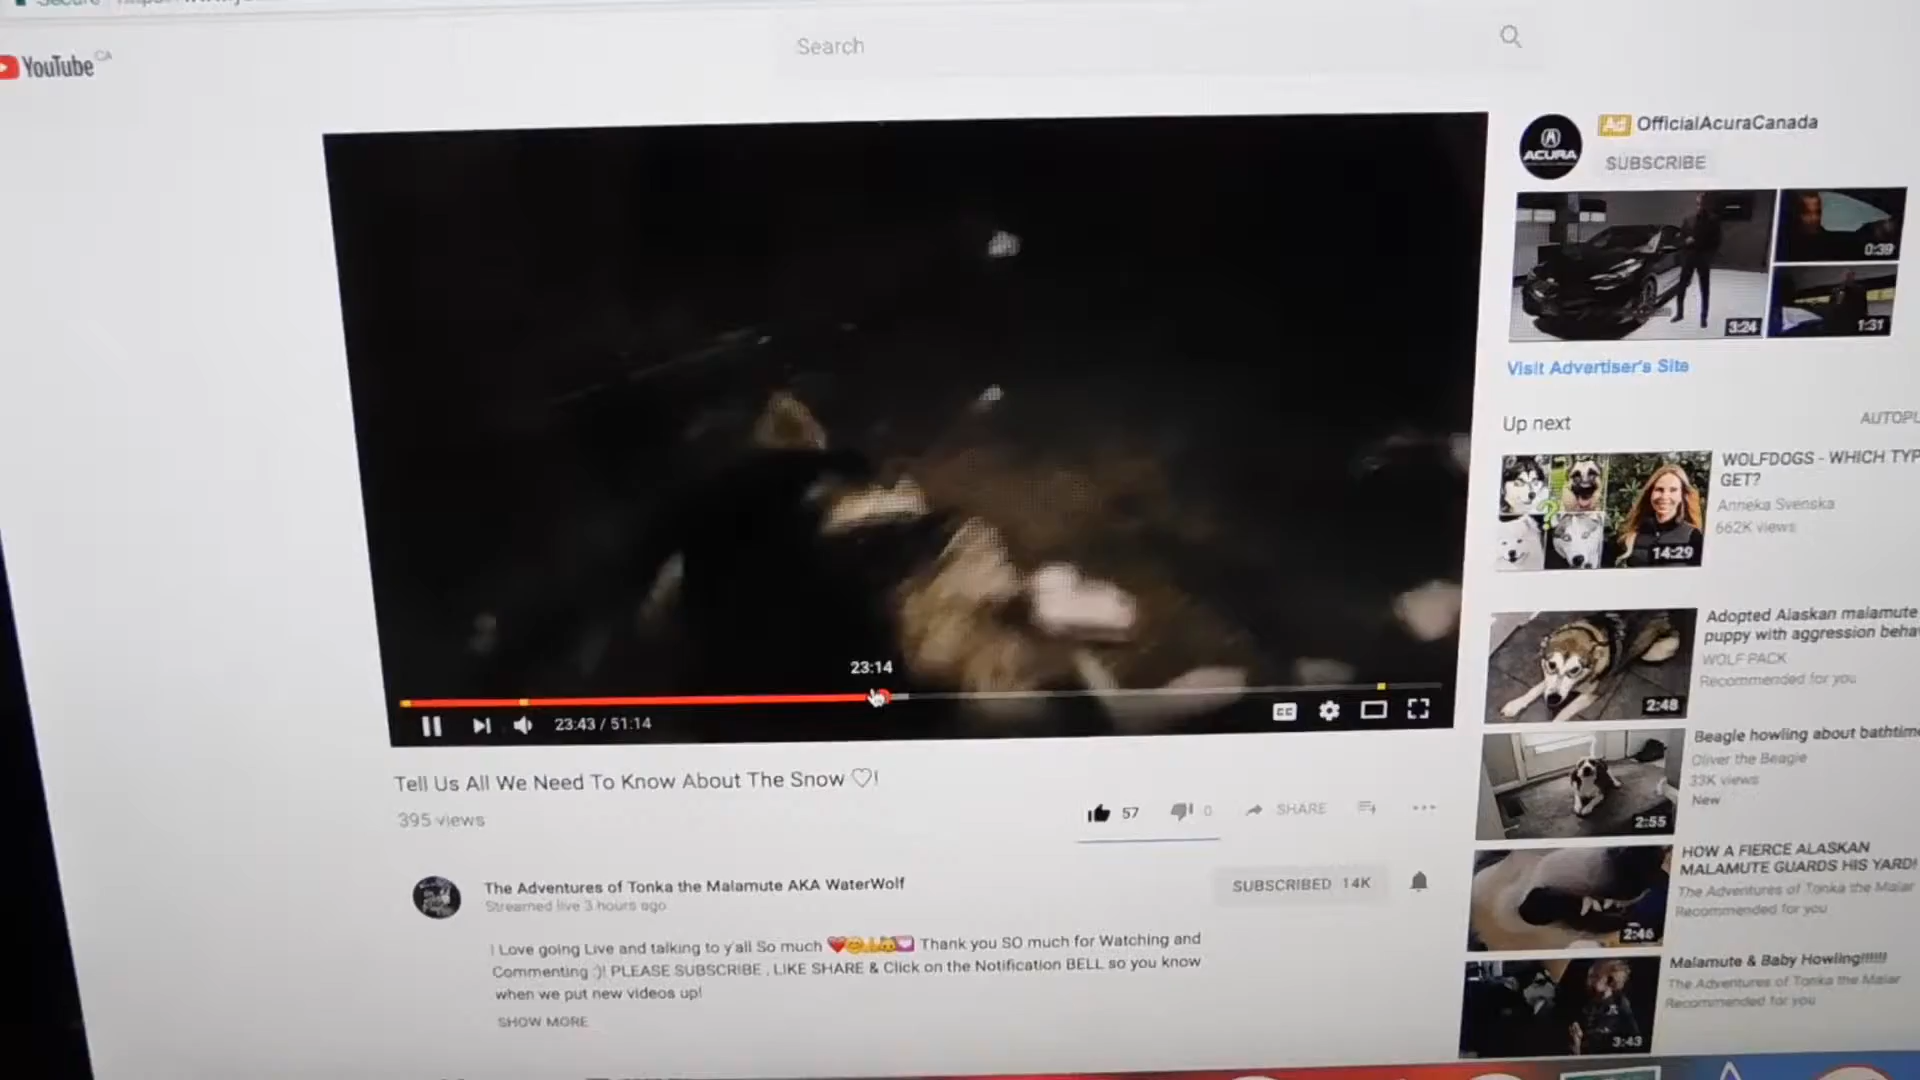 Secure
YouTube CA
Search
Ad OfficialAcuraCanada
ACURA
SUBSCRIBE
0:39
3:24
1:31
Visit Advertiser's Site
Up next
WOLFDOGS - WHICH TYP
GET?
Anneka Svenska
662K views
14:29
Adopted Alaskan malamute
puppy with aggression beha
WOLF PACK
Recommended for you
2:48
Beagle howling about bathtim
Oliver the Beagle
33K views
New
2:55
HOW A FIERCE ALASKAN
MALAMUTE GUARDS HIS YARD!
The Adventures of Tonka the Malar
Recommended for you
2:46
Malamute & Baby Howling!!!!!!
The Adventures of Tonka the Malar
Recommended for you
3:43
23:14
23:43 / 51:14
CC
Tell Us All We Need To Know About The Snow ♡!
395 views
57
0
SHARE
The Adventures of Tonka the Malamute AKA WaterWolf
Streamed live 3 hours ago
SUBSCRIBED 14K
I Love going Live and talking to y'all So much ❤️ Thank you SO much for Watching and
Commenting :)! PLEASE SUBSCRIBE , LIKE SHARE & Click on the Notification BELL so you know
when we put new videos up!
SHOW MORE